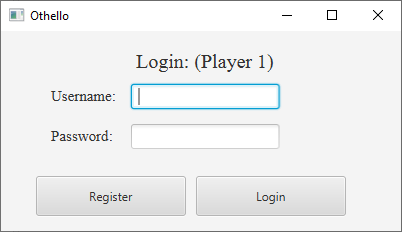 Othello
Login: (Player 1)
Username:
Password:
Register
Login